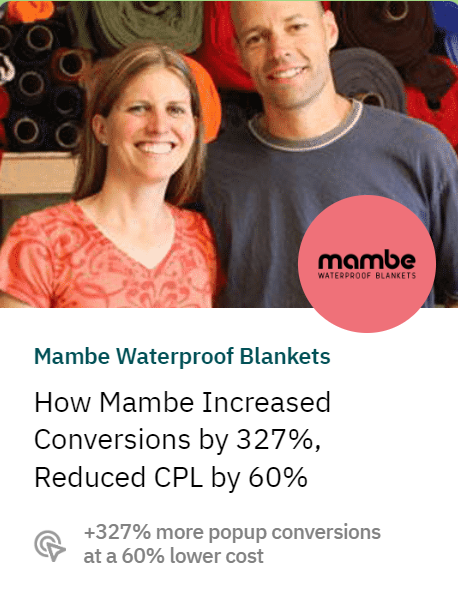 mambe
WATERPROOF BLANKETS
Mambe Waterproof Blankets
How Mambe Increased
Conversions by 327%,
Reduced CPL by 60%
+327% more popup conversions
at a 60% lower cost